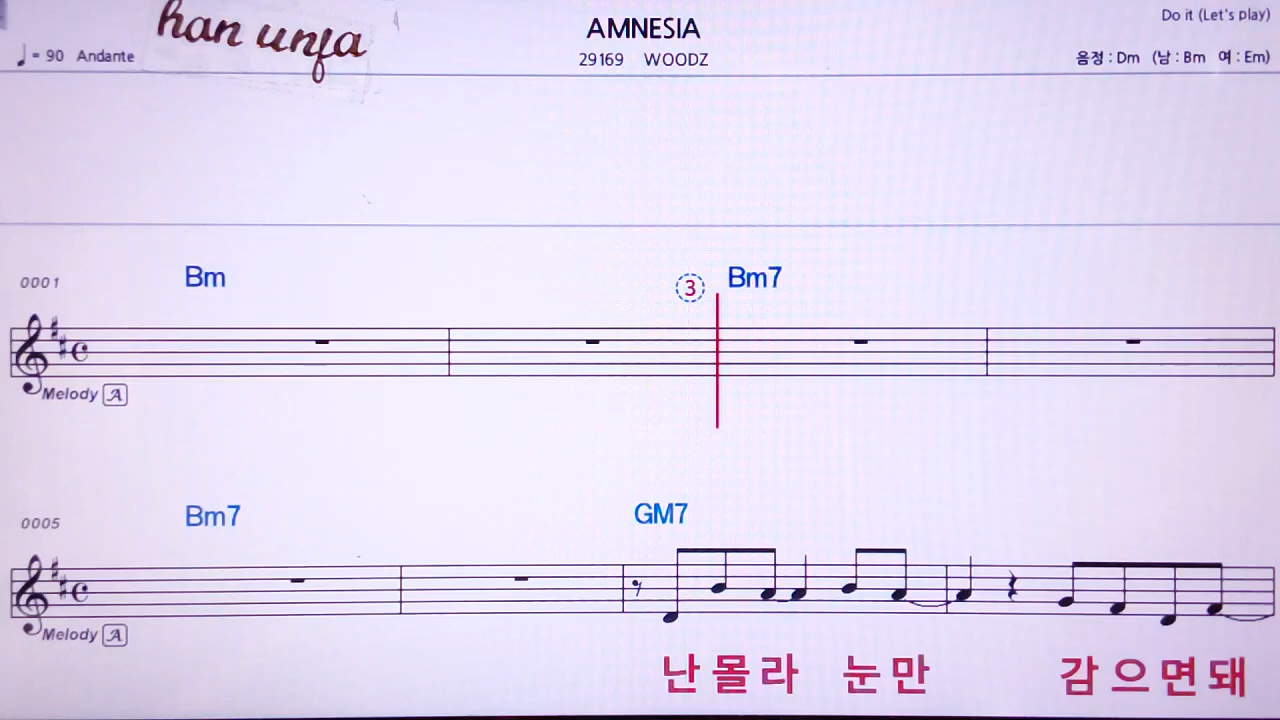 han unja
AMNESIA
Do it (Let's play)
♩= 90 Andante
29169 WOODZ
음정 : Dm (남 : Bm 여 : Em)
0001
Bm
3
Bm7
Melody A
0005
Bm7
GM7
Melody A
난 몰 라 눈 만 감 으 면 돼